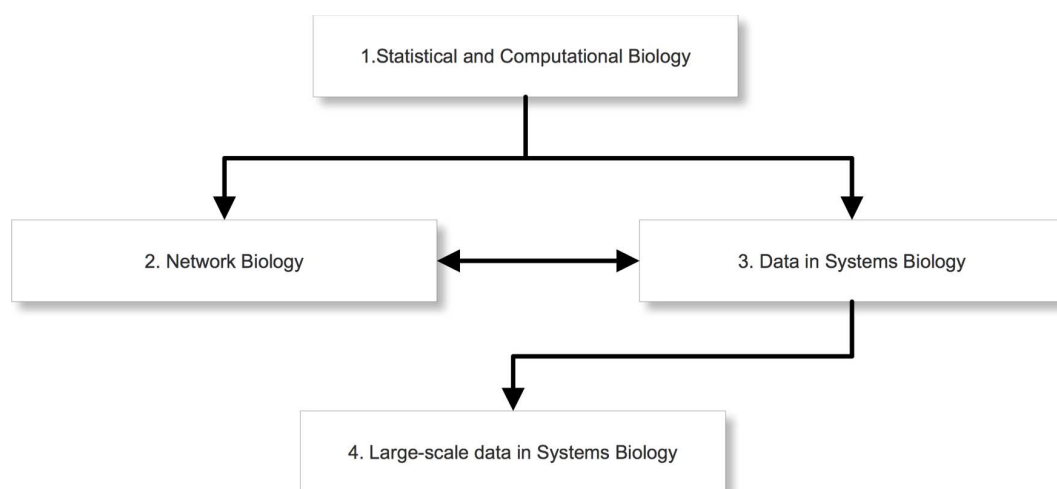 1.Statistical and Computational Biology
2. Network Biology
3. Data in Systems Biology
4. Large-scale data in Systems Biology